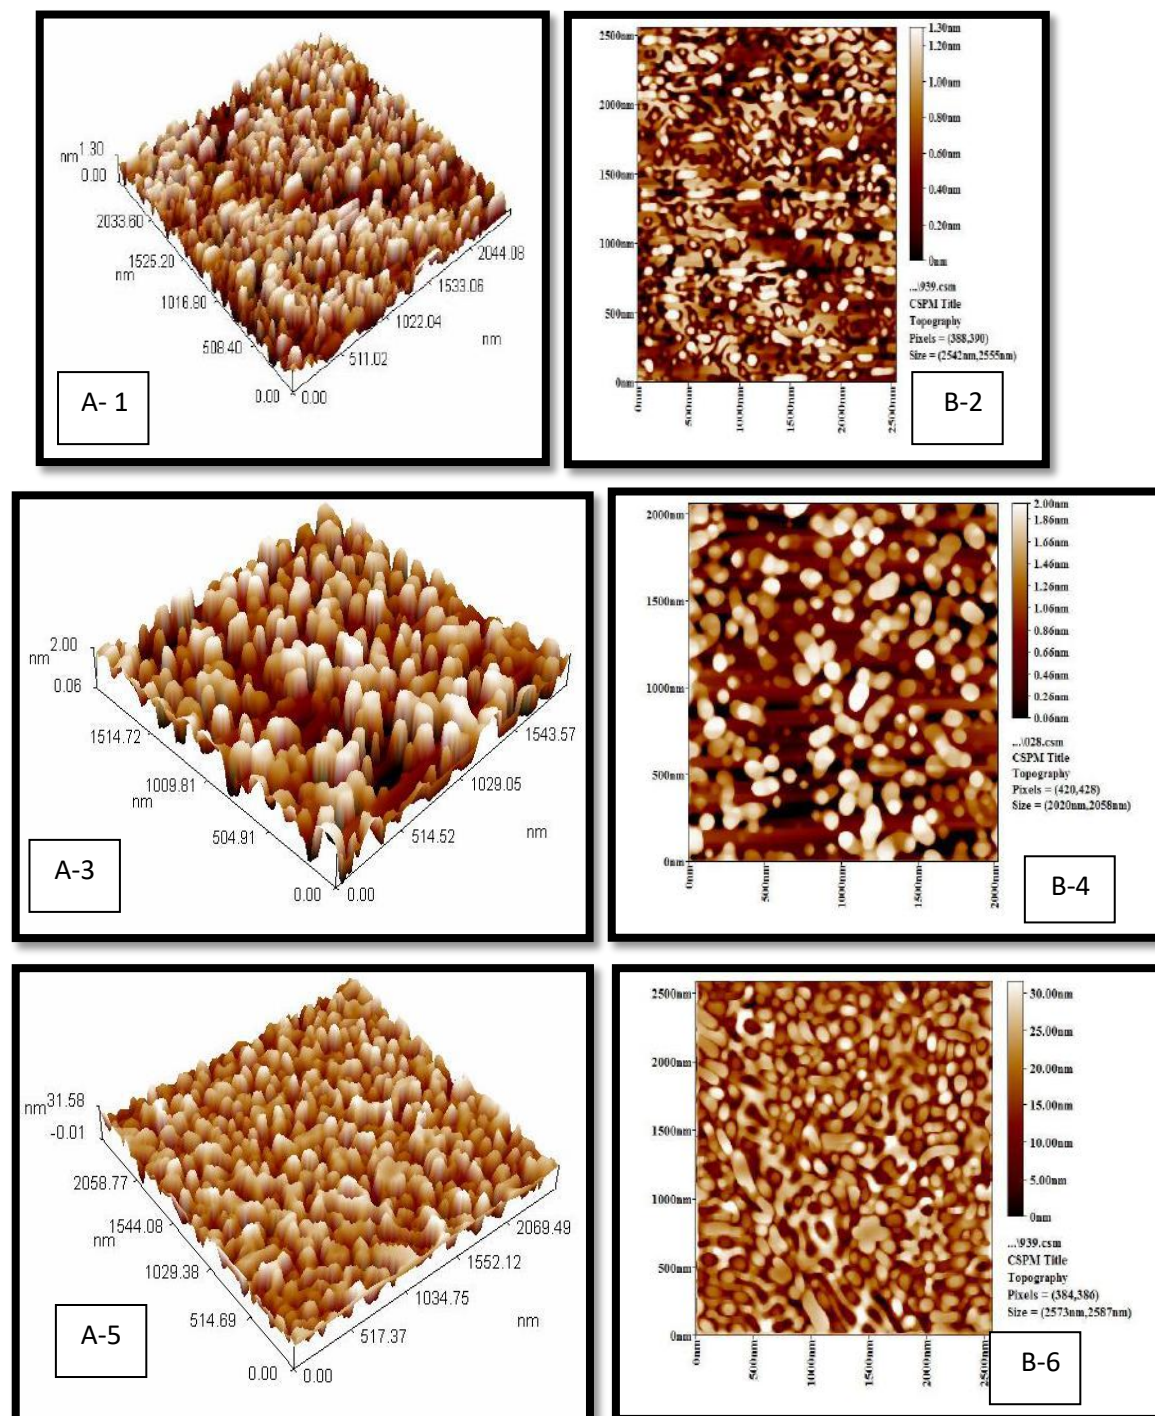 nm 1.30
0.00
2033.60
1525.20
nm
1016.80
508.40
0.00
0.00
511.02
1022.04
1533.06
2044.08
nm
A- 1
2500nm
2000nm
1500nm
1000nm
500nm
0nm
0nm
500nm
1000nm
1500nm
2000nm
2500nm
1.30nm
1.20nm
1.00nm
0.80nm
0.60nm
0.40nm
0.20nm
0nm
...\939.csm
CSPM Title
Topography
Pixels = (388,390)
Size = (2542nm,2555nm)
B-2
nm 2.00
0.06
1514.72
1009.81
nm
504.91
0.00
0.00
514.52
1029.05
1543.57
nm
A-3
2000nm
1500nm
1000nm
500nm
0nm
0nm
500nm
1000nm
1500nm
2000nm
2.00nm
1.86nm
1.66nm
1.46nm
1.26nm
1.06nm
0.86nm
0.66nm
0.46nm
0.26nm
0.06nm
...\028.csm
CSPM Title
Topography
Pixels = (420,428)
Size = (2020nm,2058nm)
B-4
nm 31.58
-0.01
2058.77
1544.08
nm
1029.38
514.69
0.00
0.00
517.37
1034.75
1552.12
2069.49
nm
A-5
2500nm
2000nm
1500nm
1000nm
500nm
0nm
0nm
500nm
1000nm
1500nm
2000nm
2500nm
30.00nm
25.00nm
20.00nm
15.00nm
10.00nm
5.00nm
0nm
...\939.csm
CSPM Title
Topography
Pixels = (384,386)
Size = (2573nm,2587nm)
B-6